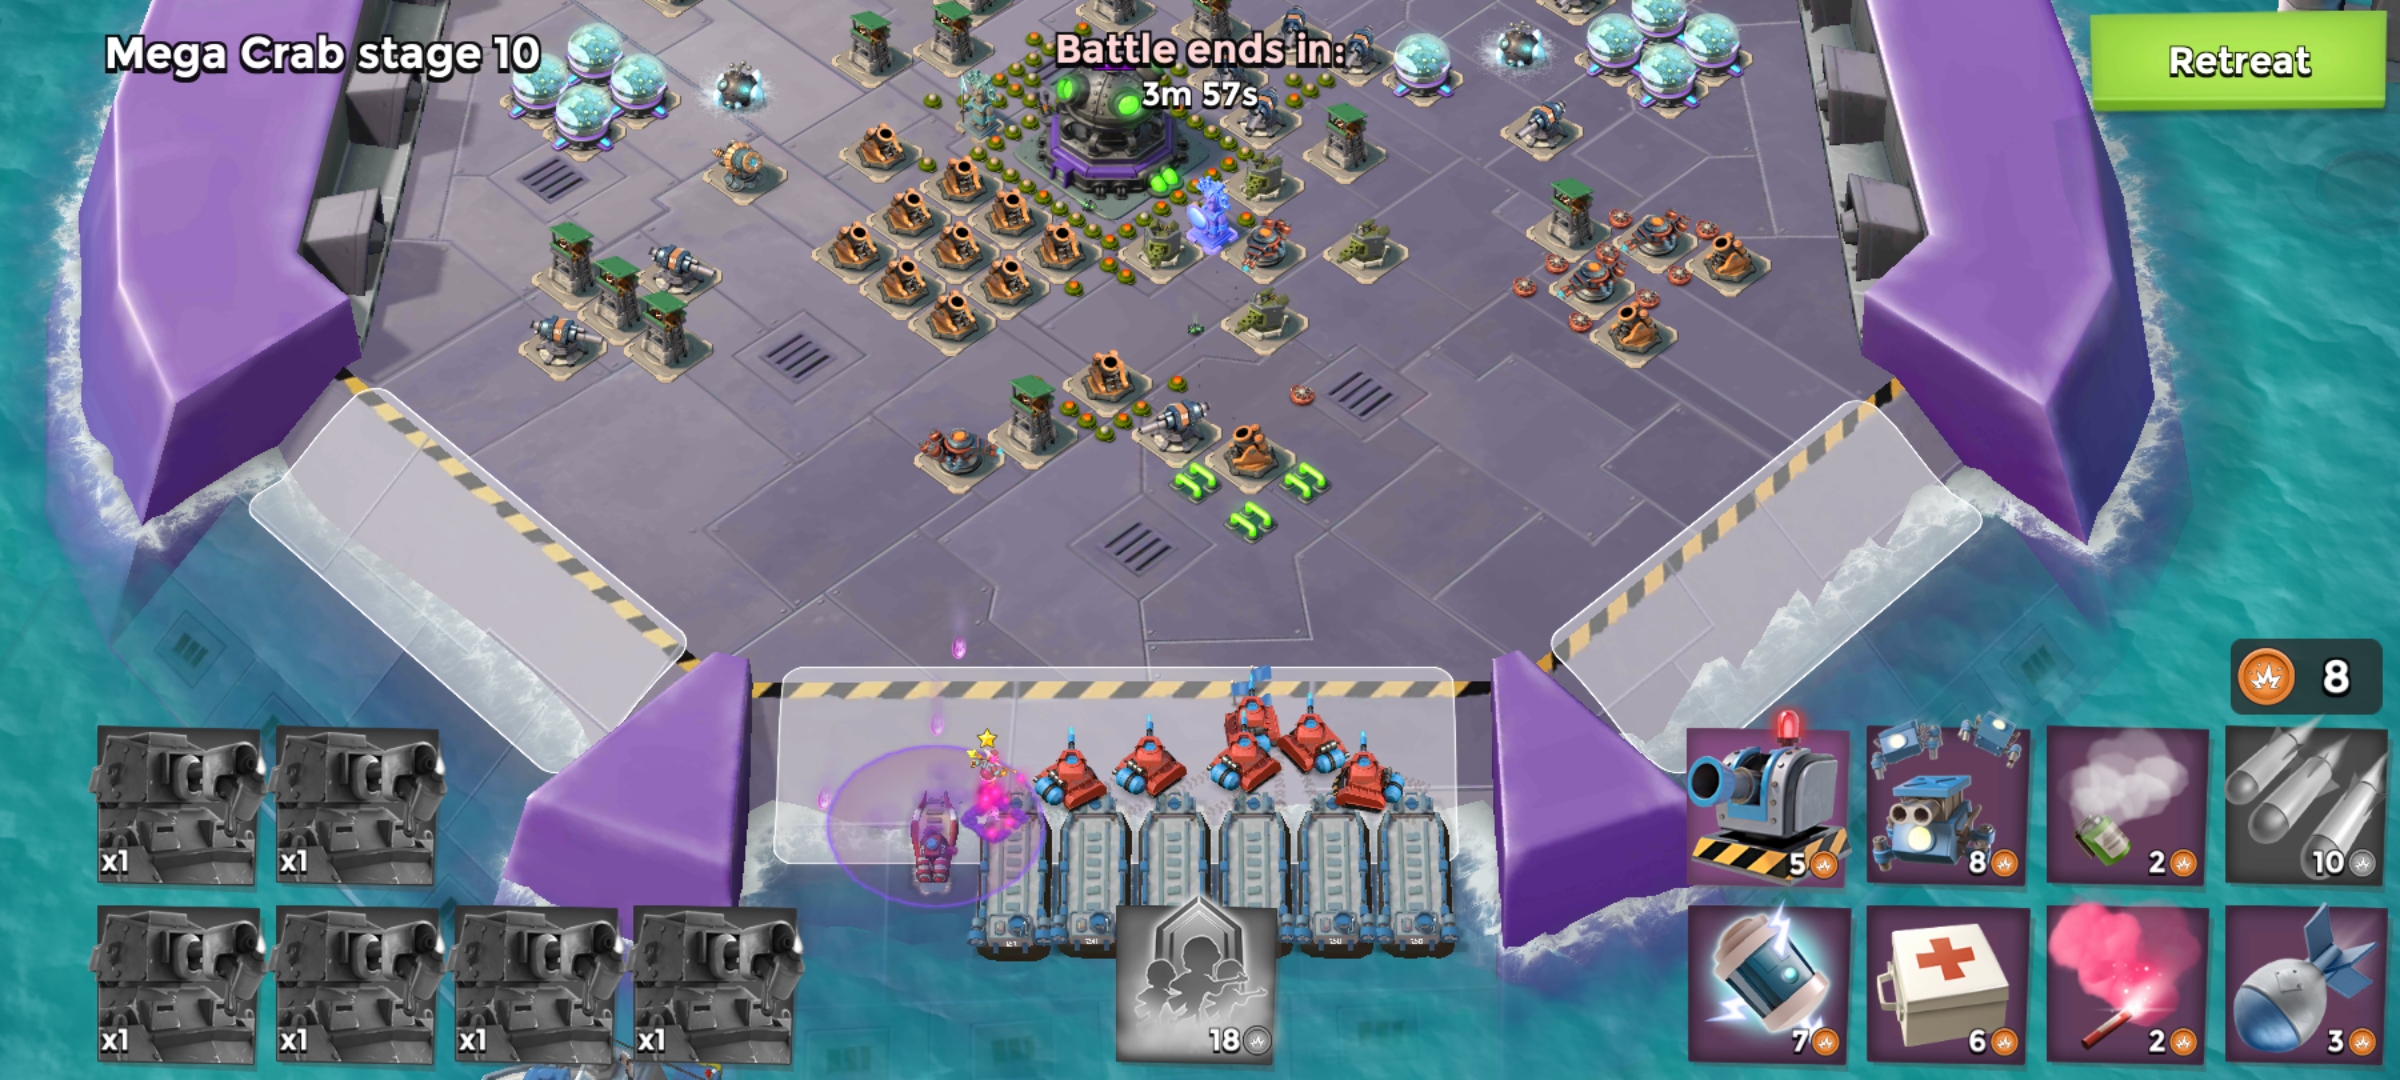 Mega Crab stage 10
Battle ends in:
3m 57s
Retreat
8
x1
x1
5
8
2
10
x1
x1
x1
x1
18
7
6
2
3